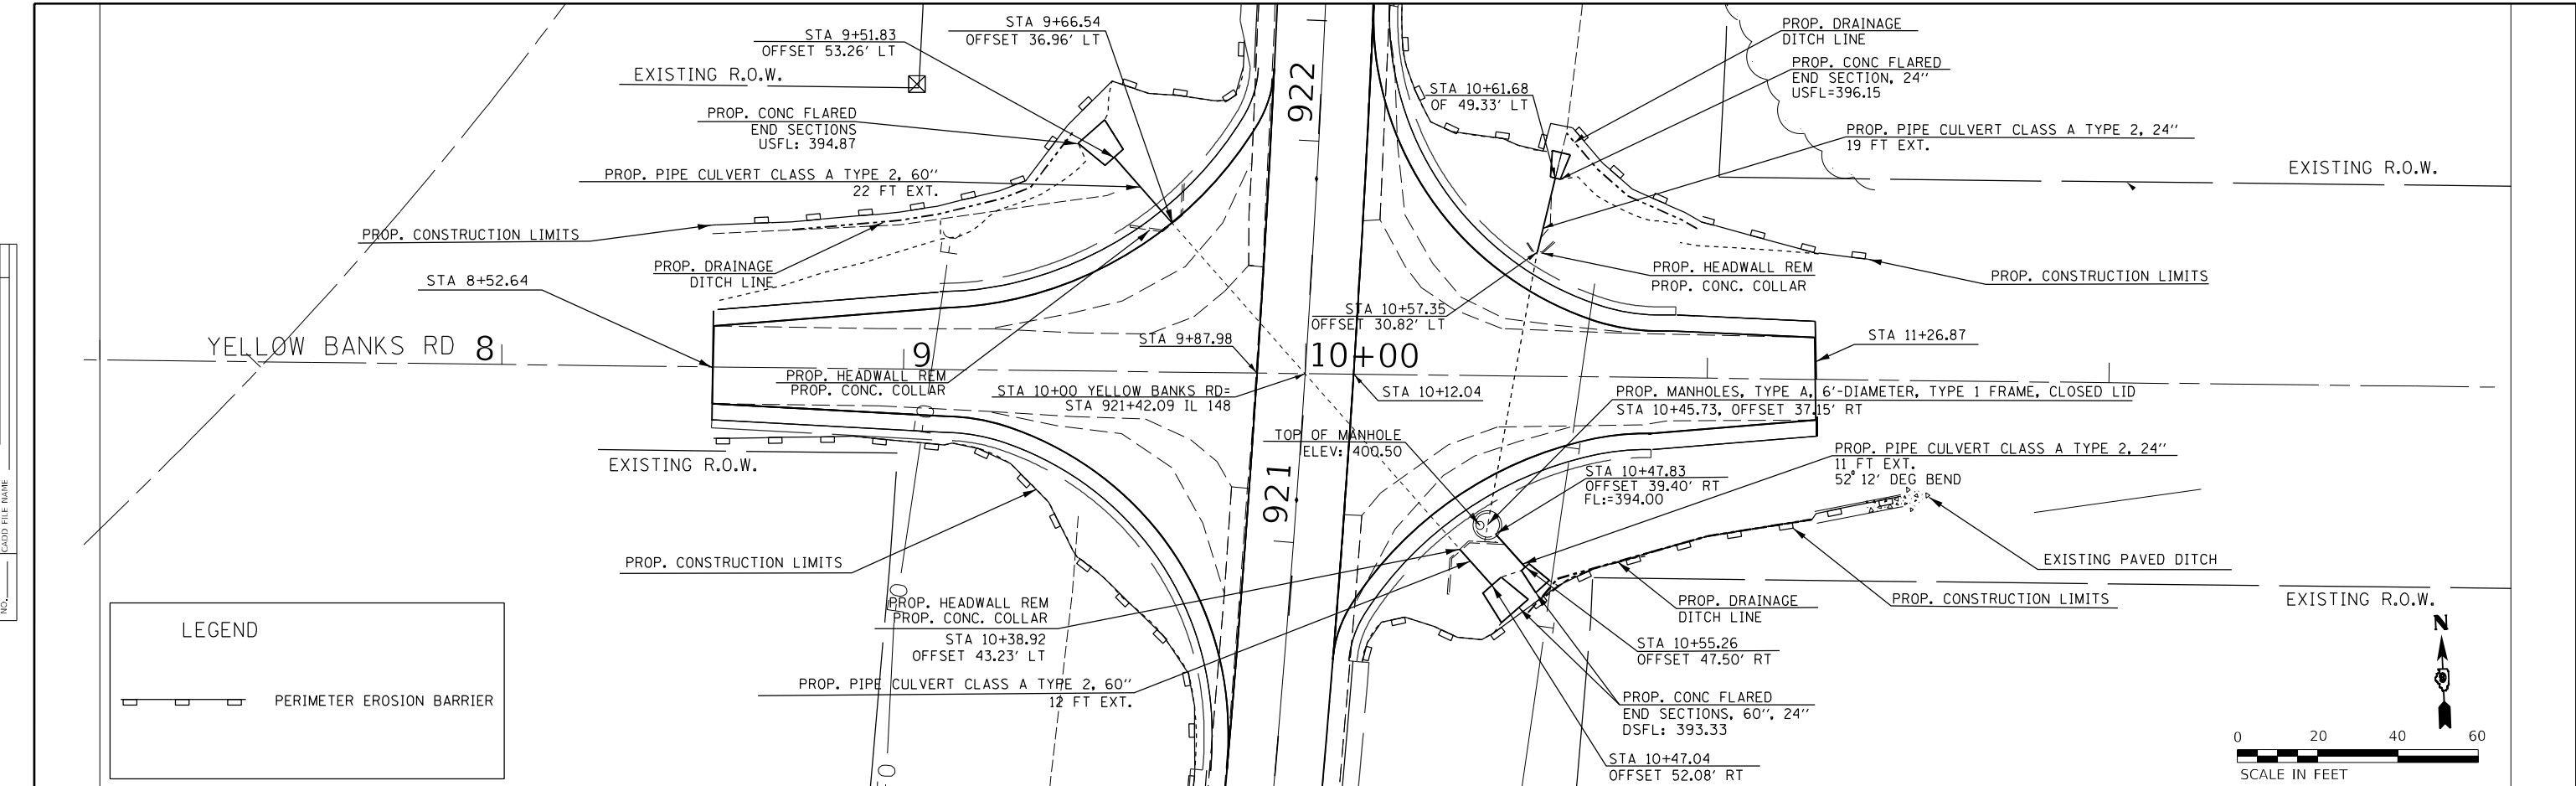 STA 9+66.54
OFFSET 36.96' LT
STA 9+51.83
OFFSET 53.26' LT
EXISTING R.O.W.
PROP. CONC FLARED
END SECTIONS
USFL: 394.87
PROP. PIPE CULVERT CLASS A TYPE 2, 60"
22 FT EXT.
PROP. CONSTRUCTION LIMITS
PROP. DRAINAGE
DITCH LINE
STA 8+52.64
YELLOW BANKS RD
8
9
10+00
922
921
PROP. HEADWALL REM
PROP. CONC. COLLAR
STA 9+87.98
STA 10+00 YELLOW BANKS RD=
STA 921+42.09 IL 148
STA 10+12.04
STA 10+61.68
OF 49.33' LT
PROP. DRAINAGE
DITCH LINE
PROP. CONC FLARED
END SECTION, 24"
USFL=396.15
PROP. PIPE CULVERT CLASS A TYPE 2, 24"
19 FT EXT.
EXISTING R.O.W.
PROP. HEADWALL REM
PROP. CONC. COLLAR
PROP. CONSTRUCTION LIMITS
STA 10+57.35
OFFSET 30.82' LT
STA 11+26.87
PROP. MANHOLES, TYPE A, 6'-DIAMETER, TYPE 1 FRAME, CLOSED LID
STA 10+45.73, OFFSET 37.15' RT
TOP OF MANHOLE
ELEV: 400.50
STA 10+47.83
OFFSET 39.40' RT
FL:=394.00
PROP. PIPE CULVERT CLASS A TYPE 2, 24"
11 FT EXT.
52° 12' DEG BEND
EXISTING R.O.W.
PROP. CONSTRUCTION LIMITS
EXISTING PAVED DITCH
PROP. CONSTRUCTION LIMITS
EXISTING R.O.W.
PROP. DRAINAGE
DITCH LINE
PROP. HEADWALL REM
PROP. CONC. COLLAR
STA 10+38.92
OFFSET 43.23' LT
PROP. PIPE CULVERT CLASS A TYPE 2, 60"
12 FT EXT.
STA 10+55.26
OFFSET 47.50' RT
PROP. CONC FLARED
END SECTIONS, 60", 24"
DSFL: 393.33
STA 10+47.04
OFFSET 52.08' RT
LEGEND
PERIMETER EROSION BARRIER
N
0 20 40 60
SCALE IN FEET
CADD FILE NAME
NO.